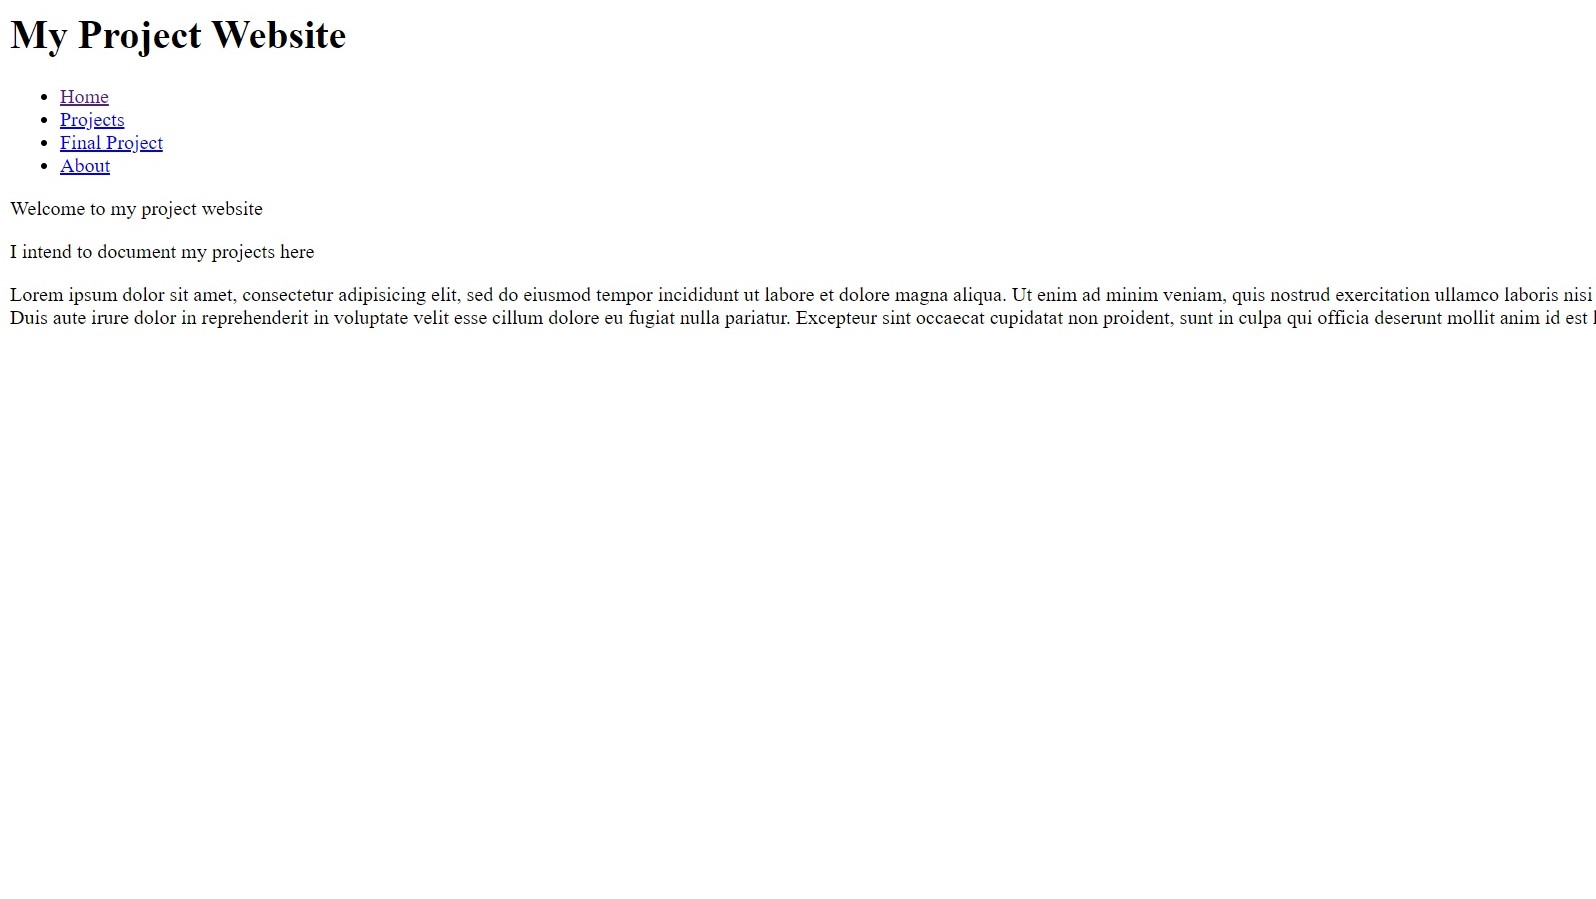 My Project Website
Home
Projects
Final Project
About
Welcome to my project website
I intend to document my projects here
Lorem ipsum dolor sit amet, consectetur adipisicing elit, sed do eiusmod tempor incididunt ut labore et dolore magna aliqua. Ut enim ad minim veniam, quis nostrud exercitation ullamco laboris nisi
Duis aute irure dolor in reprehenderit in voluptate velit esse cillum dolore eu fugiat nulla pariatur. Excepteur sint occaecat cupidatat non proident, sunt in culpa qui officia deserunt mollit anim id est